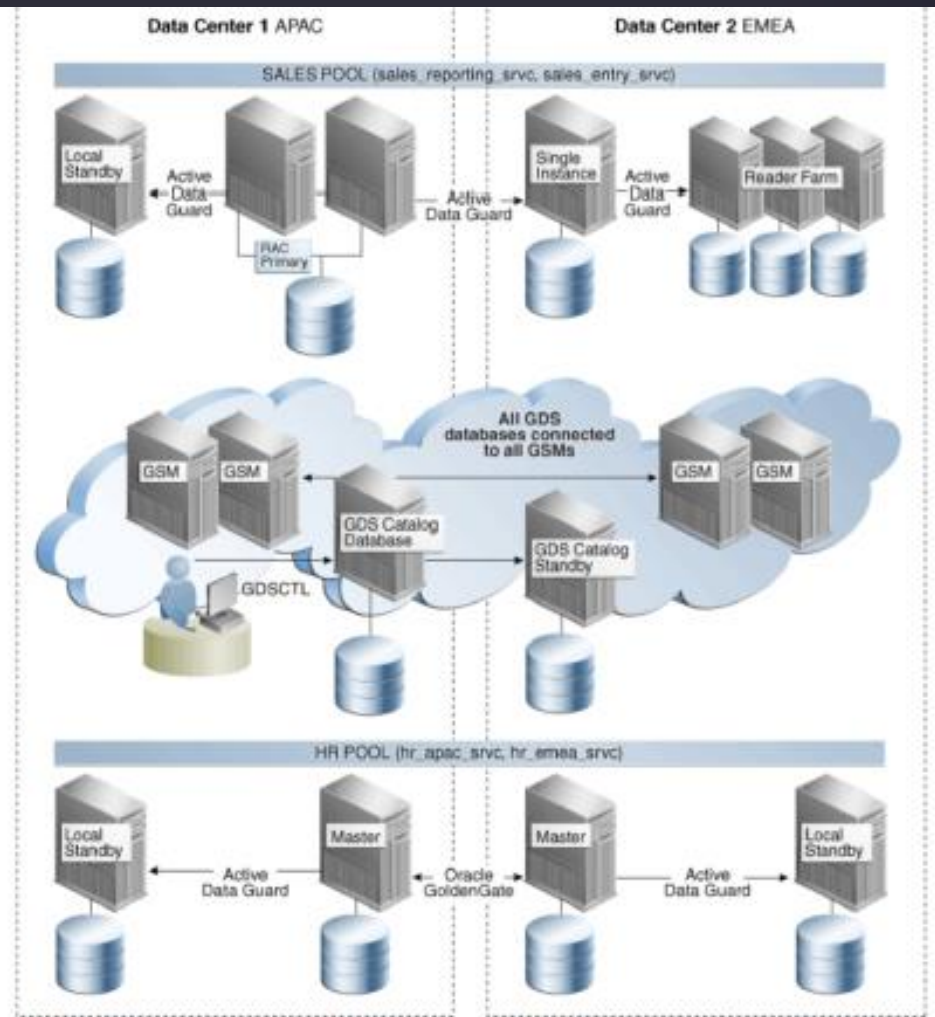 Data Center 1 APAC
Data Center 2 EMEA
SALES POOL (sales_reporting_srvc, sales_entry_srvc)
Local
Standby
Active
Data
Guard
RAC
Primary
Active
Data Guard
Single
Instance
Active
Data
Guard
Reader Farm
All GDS
databases connected
to all GSMs
GSM
GSM
GSM
GSM
GDS Catalog
Database
GDS Catalog
Standby
GDSCTL
HR POOL (hr_apac_srvc, hr_emea_srvc)
Local
Standby
Active
Data Guard
Master
Oracle
GoldenGate
Master
Active
Data Guard
Local
Standby